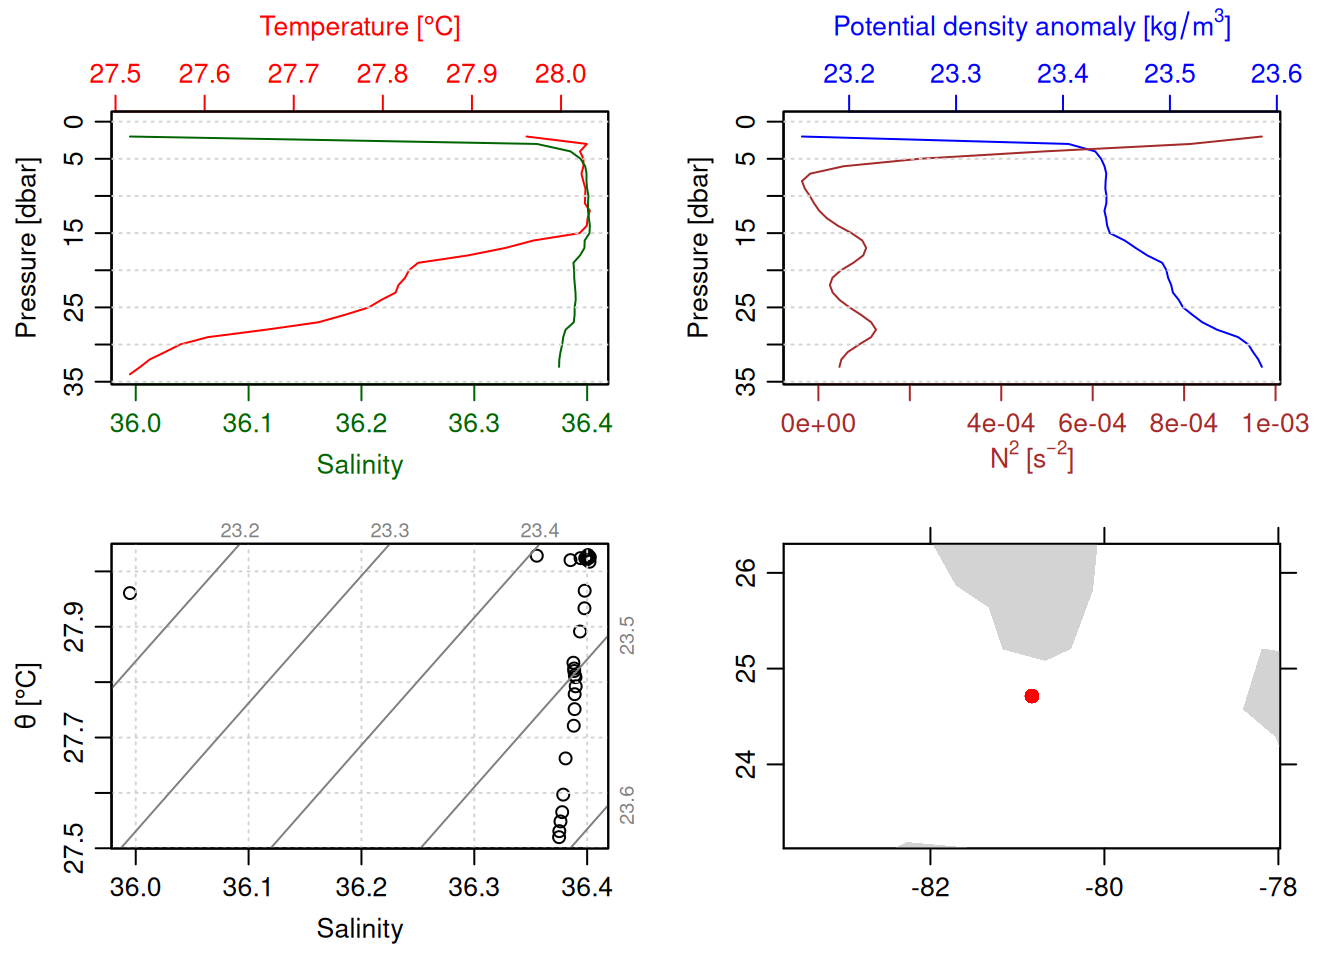 Temperature [°C]
27.5 27.6 27.7 27.8 27.9 28.0
Pressure [dbar]
0
5
15
25
35
36.0 36.1 36.2 36.3 36.4
Salinity
Potential density anomaly [kg/m³]
23.2 23.3 23.4 23.5 23.6
Pressure [dbar]
0
5
15
25
35
0e+00 4e-04 6e-04 8e-04 1e-03
N² [s⁻²]
23.2 23.3 23.4
23.5
23.6
θ [°C]
27.9
27.7
27.5
36.0 36.1 36.2 36.3 36.4
Salinity
26
25
24
-82 -80 -78